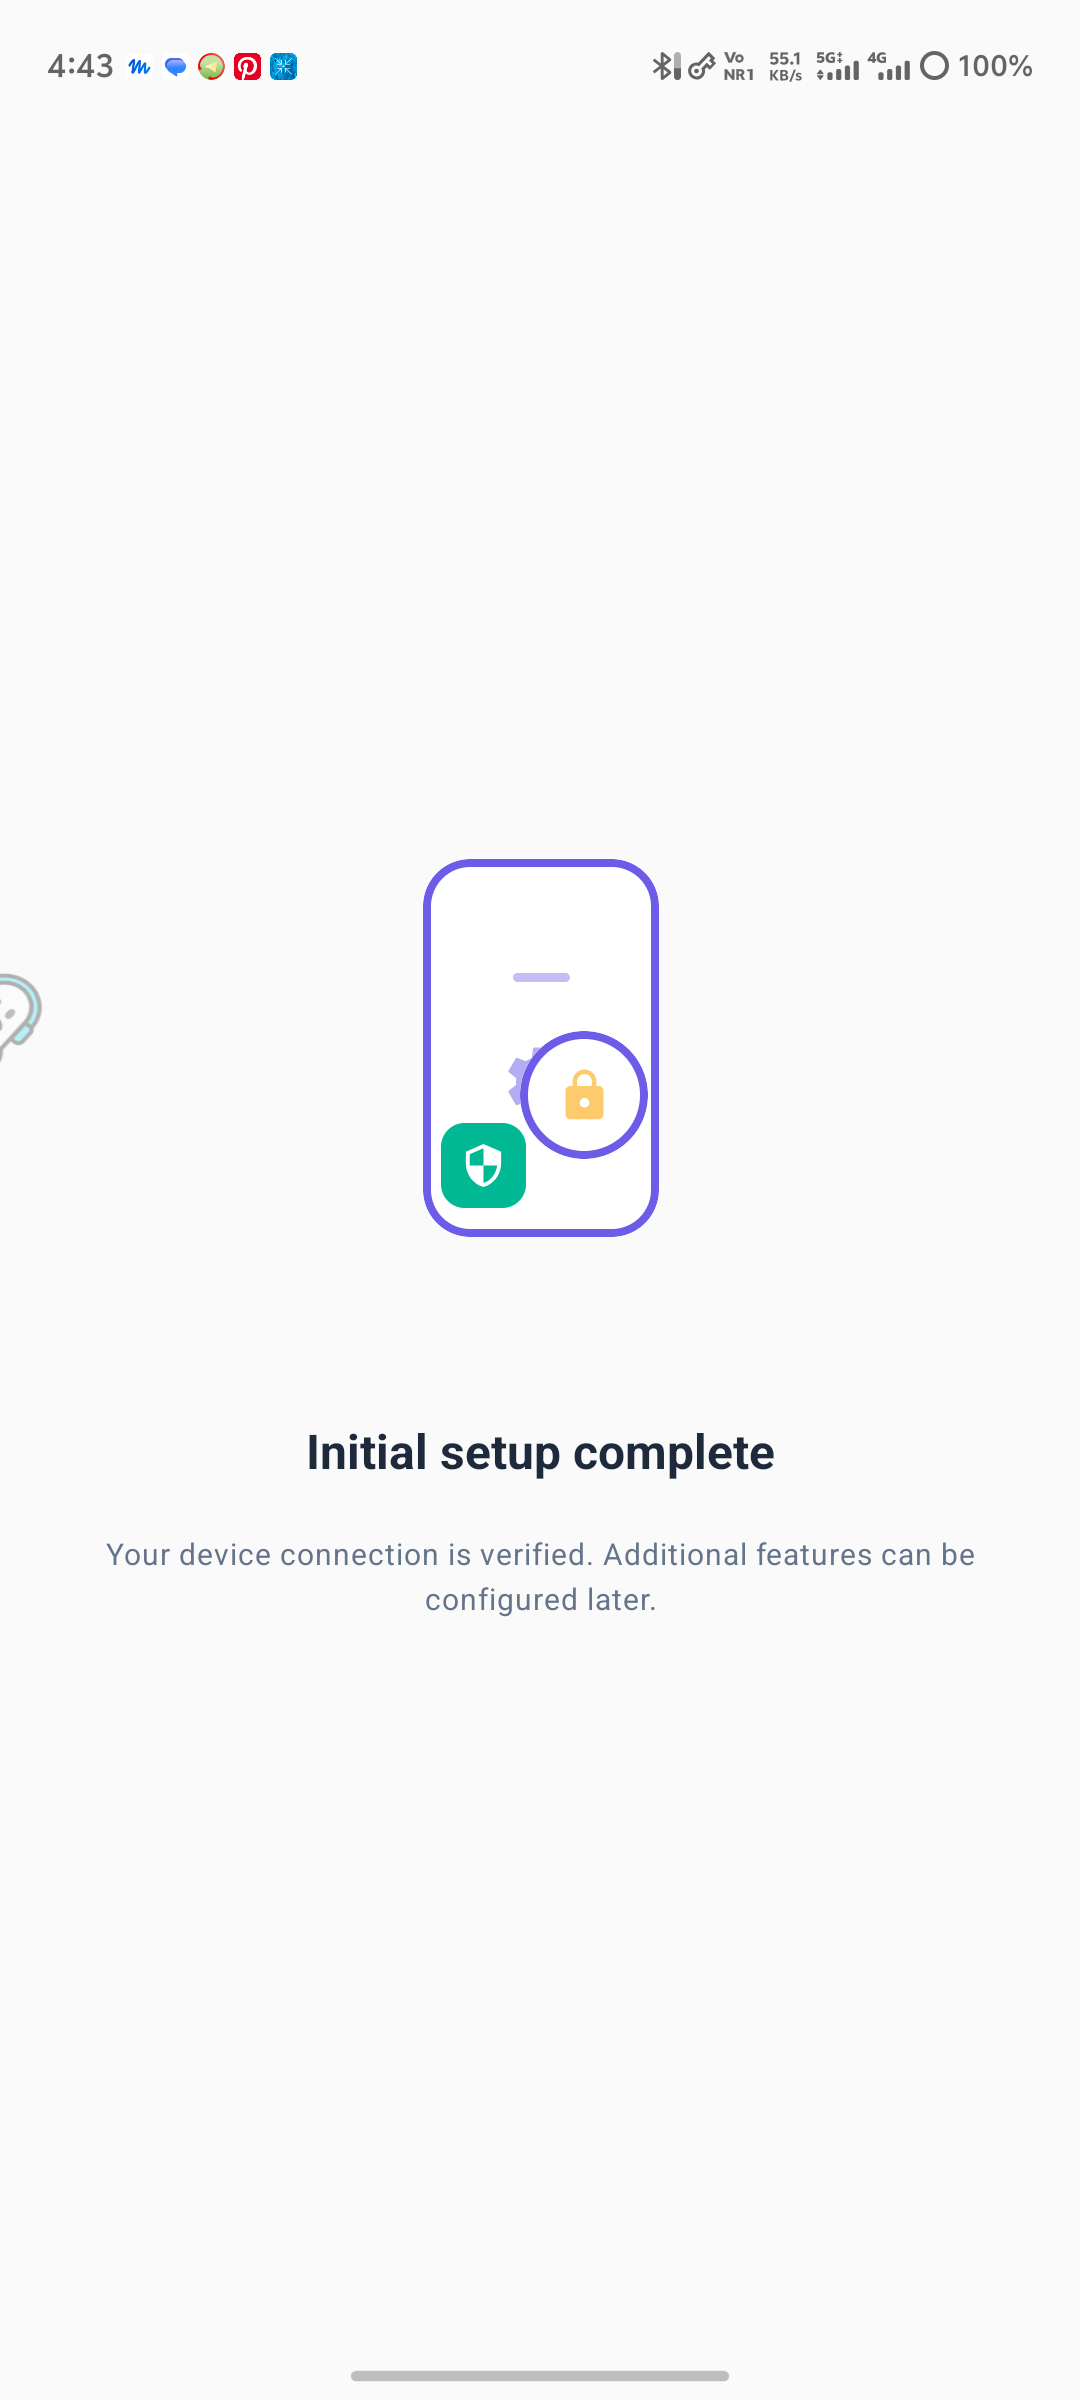 4:43
Vo
NR1
55.1
KB/s
5G
4G
100%
Initial setup complete
Your device connection is verified. Additional features can be
configured later.